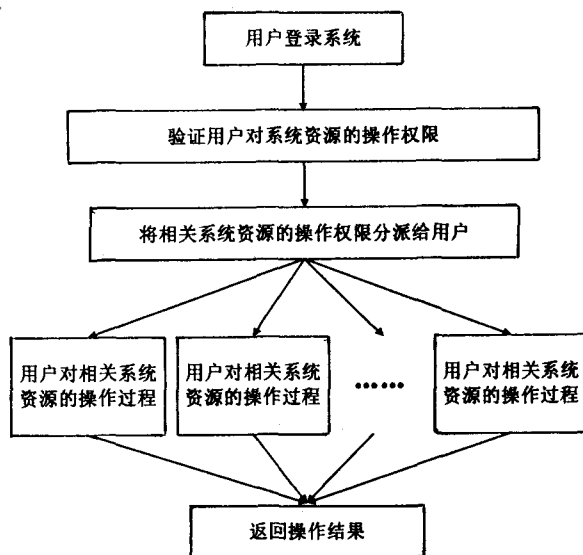 用户登录系统
验证用户对系统资源的操作权限
将相关系统资源的操作权限分派给用户
用户对相关系统
资源的操作过程
用户对相关系统
资源的操作过程
……
用户对相关系统
资源的操作过程
返回操作结果